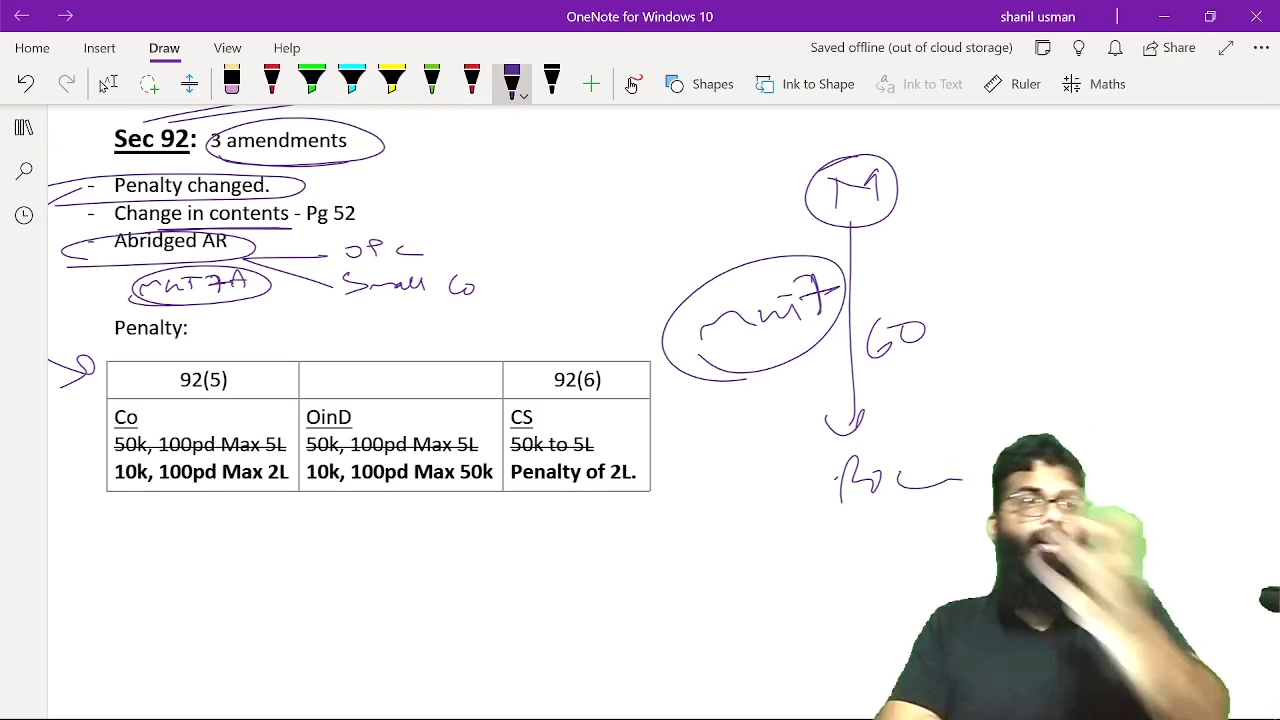 OneNote for Windows 10
shanil usman
Home Insert Draw View Help
Saved offline (out of cloud storage)
Share
Shapes
Ink to Shape
Ink to Text
Ruler
Maths
Sec 92: 3 amendments
- Penalty changed.
- Change in contents - Pg 52
- Abridged AR
OPC
MGT 7A
Small Co
Penalty:
92(5) 92(6)
Co OinD CS
50k, 100pd Max 5L 50k, 100pd Max 5L 50k to 5L
10k, 100pd Max 2L 10k, 100pd Max 50k Penalty of 2L.
M
MGT 7
60
ROC